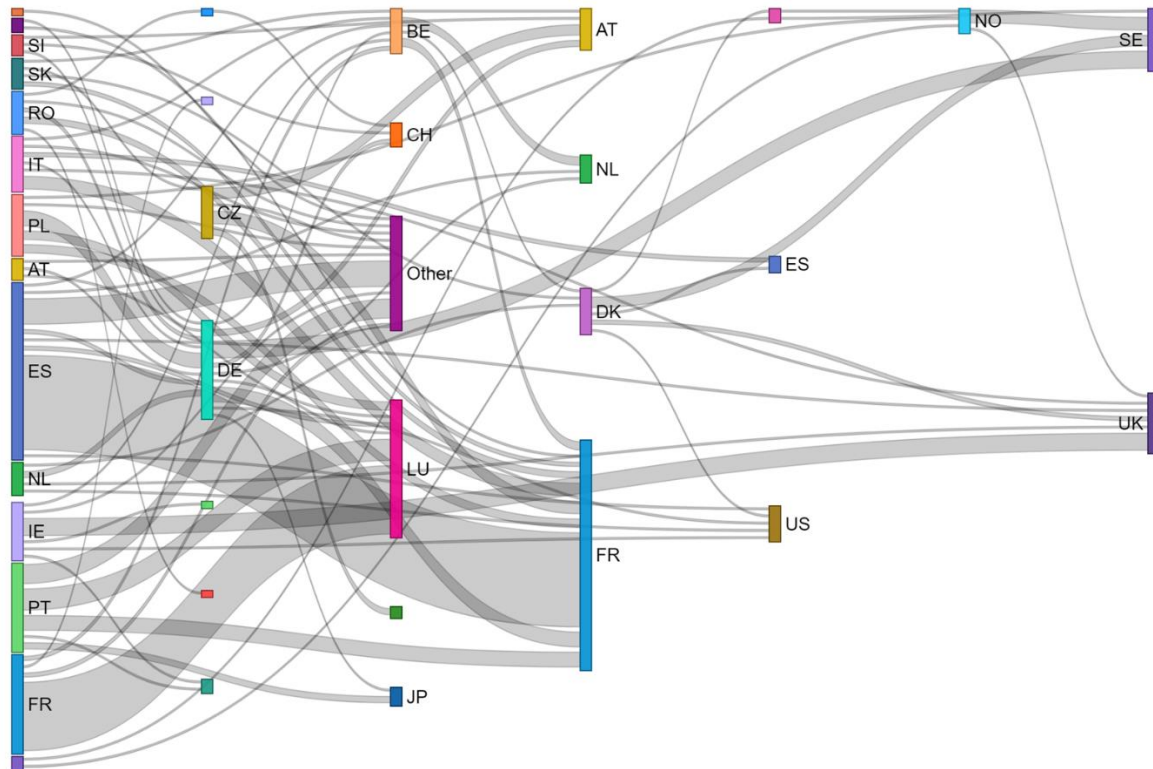 SI
SK
RO
IT
PL
AT
ES
NL
IE
PT
FR
CZ
DE
BE
CH
Other
LU
JP
AT
NL
DK
FR
ES
US
NO
SE
UK